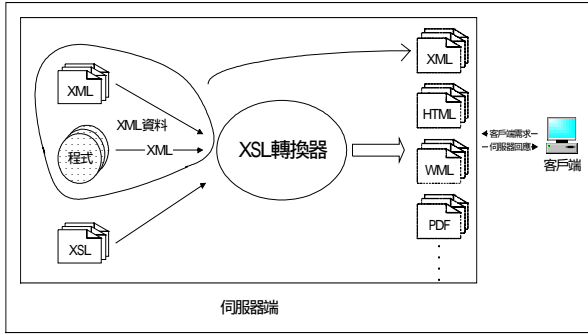 XML
XML資料
程式
XML
XSL
XSL轉換器
XML
HTML
WML
PDF
客戶端需求
伺服器回應
客戶端
伺服器端